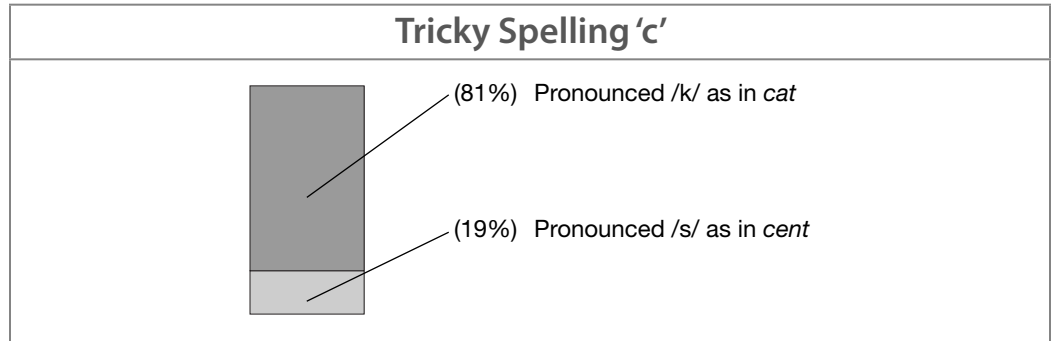 Tricky Spelling ‘c’
(81%) Pronounced /k/ as in cat
(19%) Pronounced /s/ as in cent